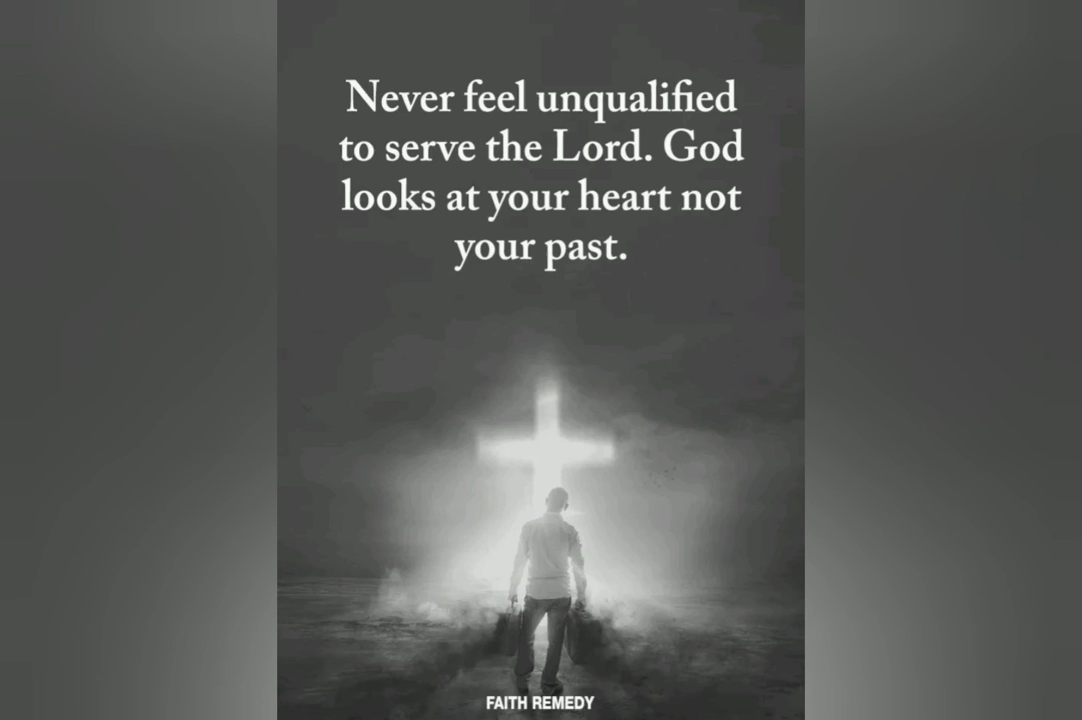 Never feel unqualified
to serve the Lord. God
looks at your heart not
your past.
FAITH REMEDY